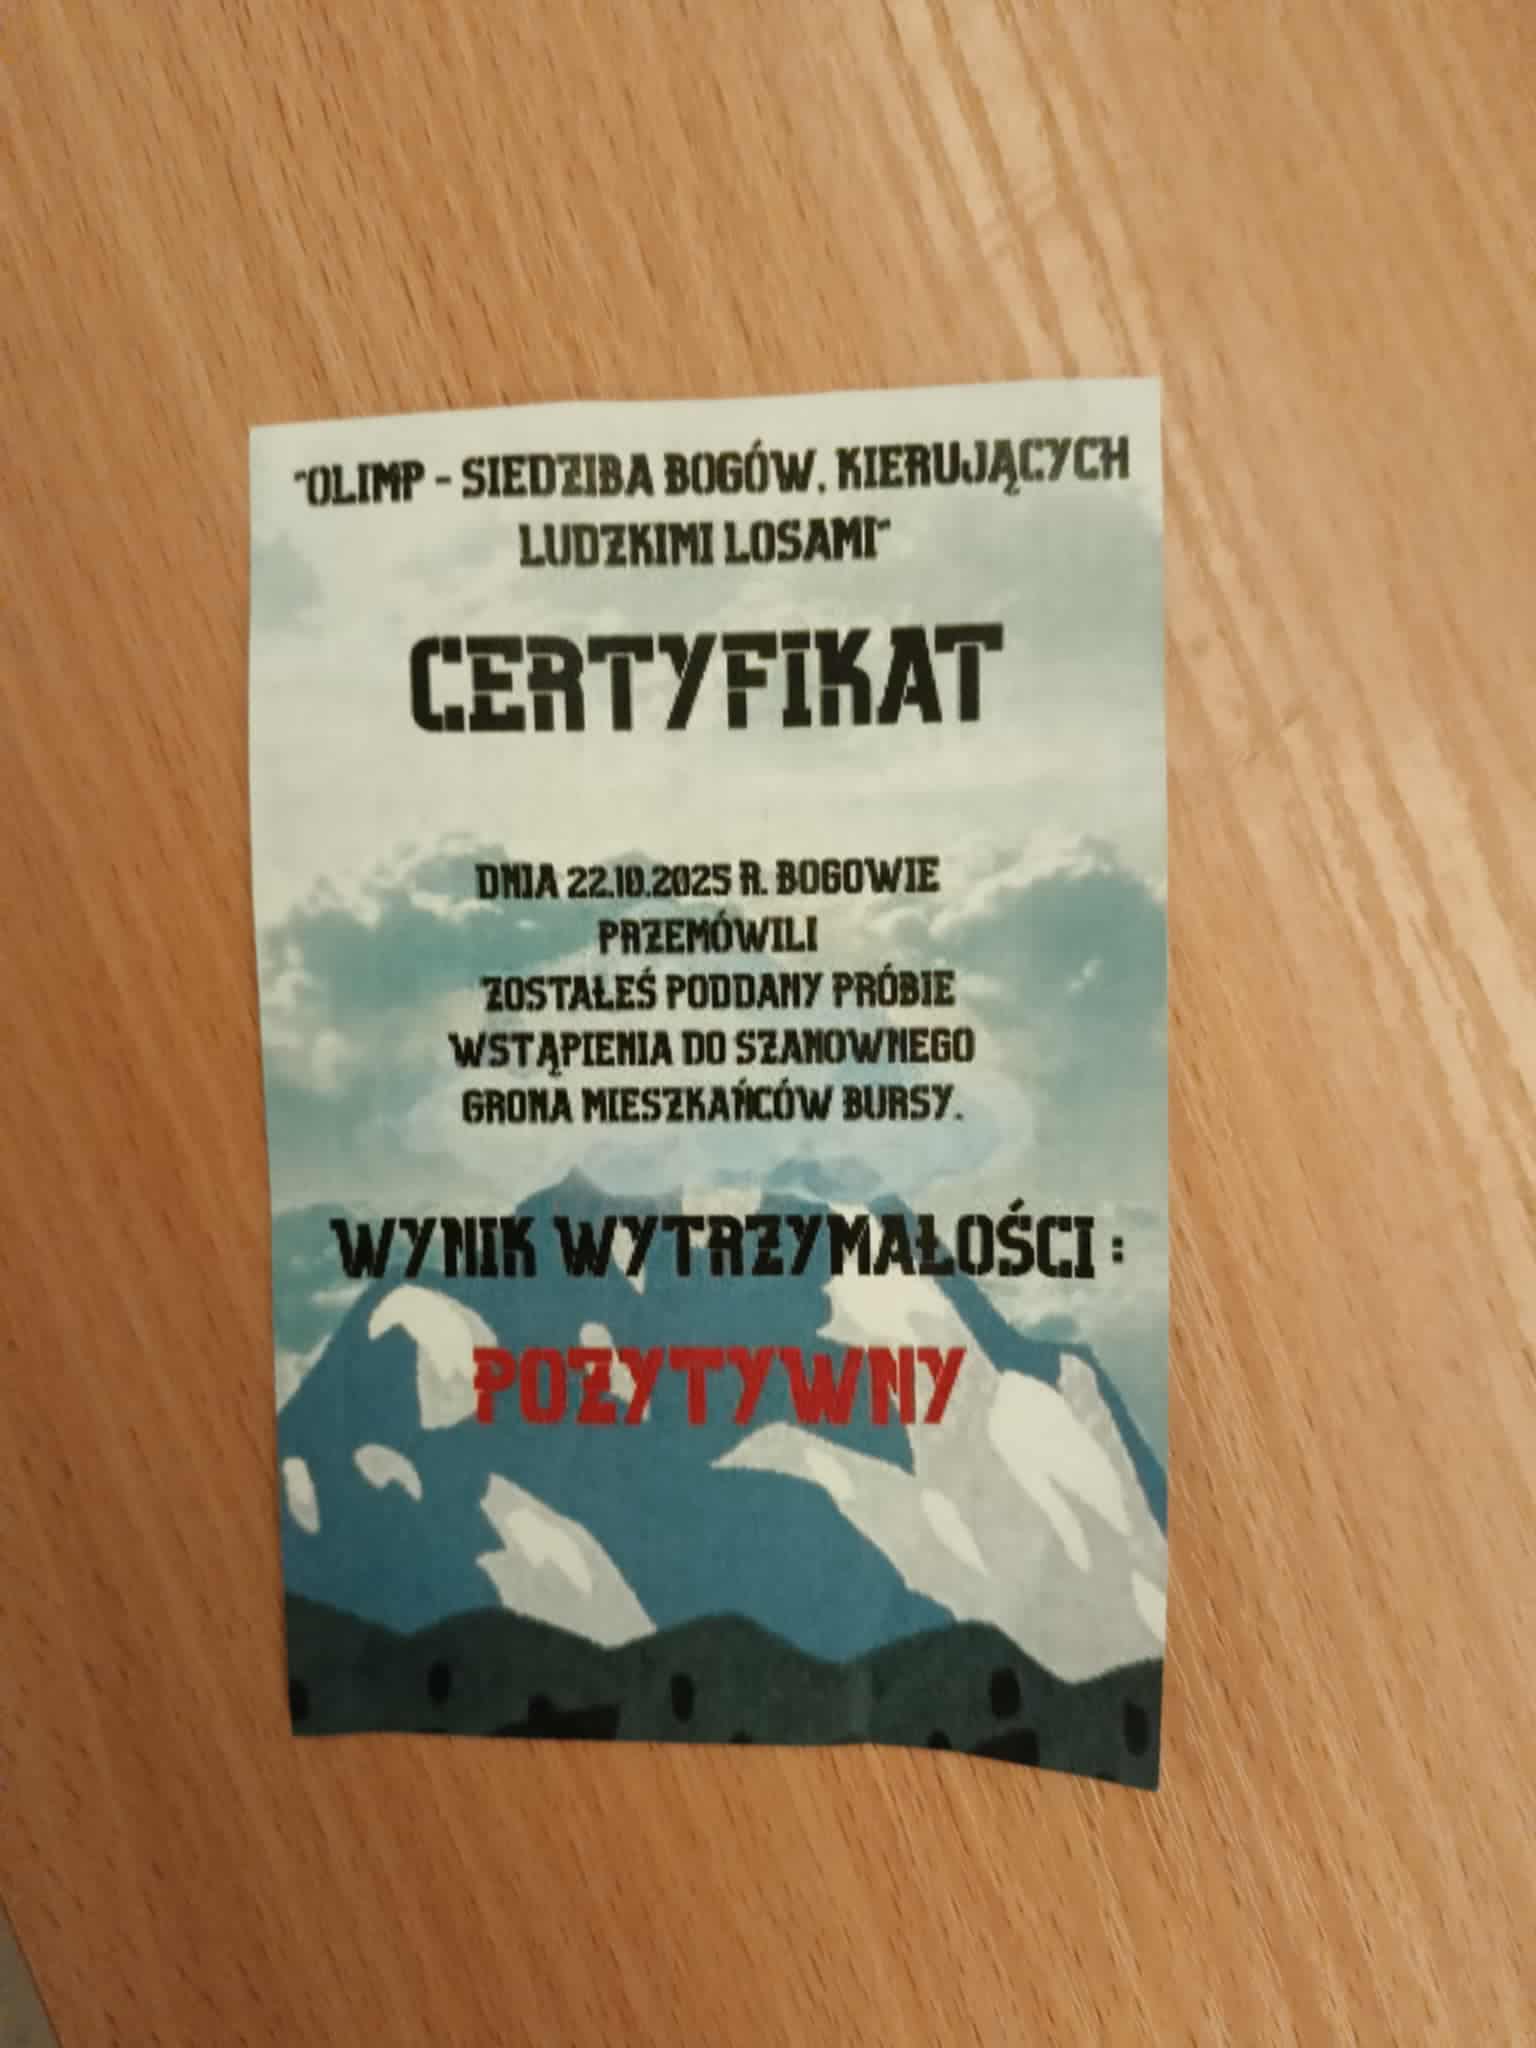 "OLIMP - SIEDZIBA BOGÓW, KIERUJĄCYCH
LUDZKIMI LOSAMI"
CERTYFIKAT
DNIA 22.10.2025 R. BOGOWIE
PRZEMÓWILI
ZOSTAŁEŚ PODDANY PRÓBIE
WSTĄPIENIA DO SZANOWNEGO
GRONA MIESZKAŃCÓW BURSY.
WYNIK WYTRZYMAŁOŚCI :
POZYTYWNY